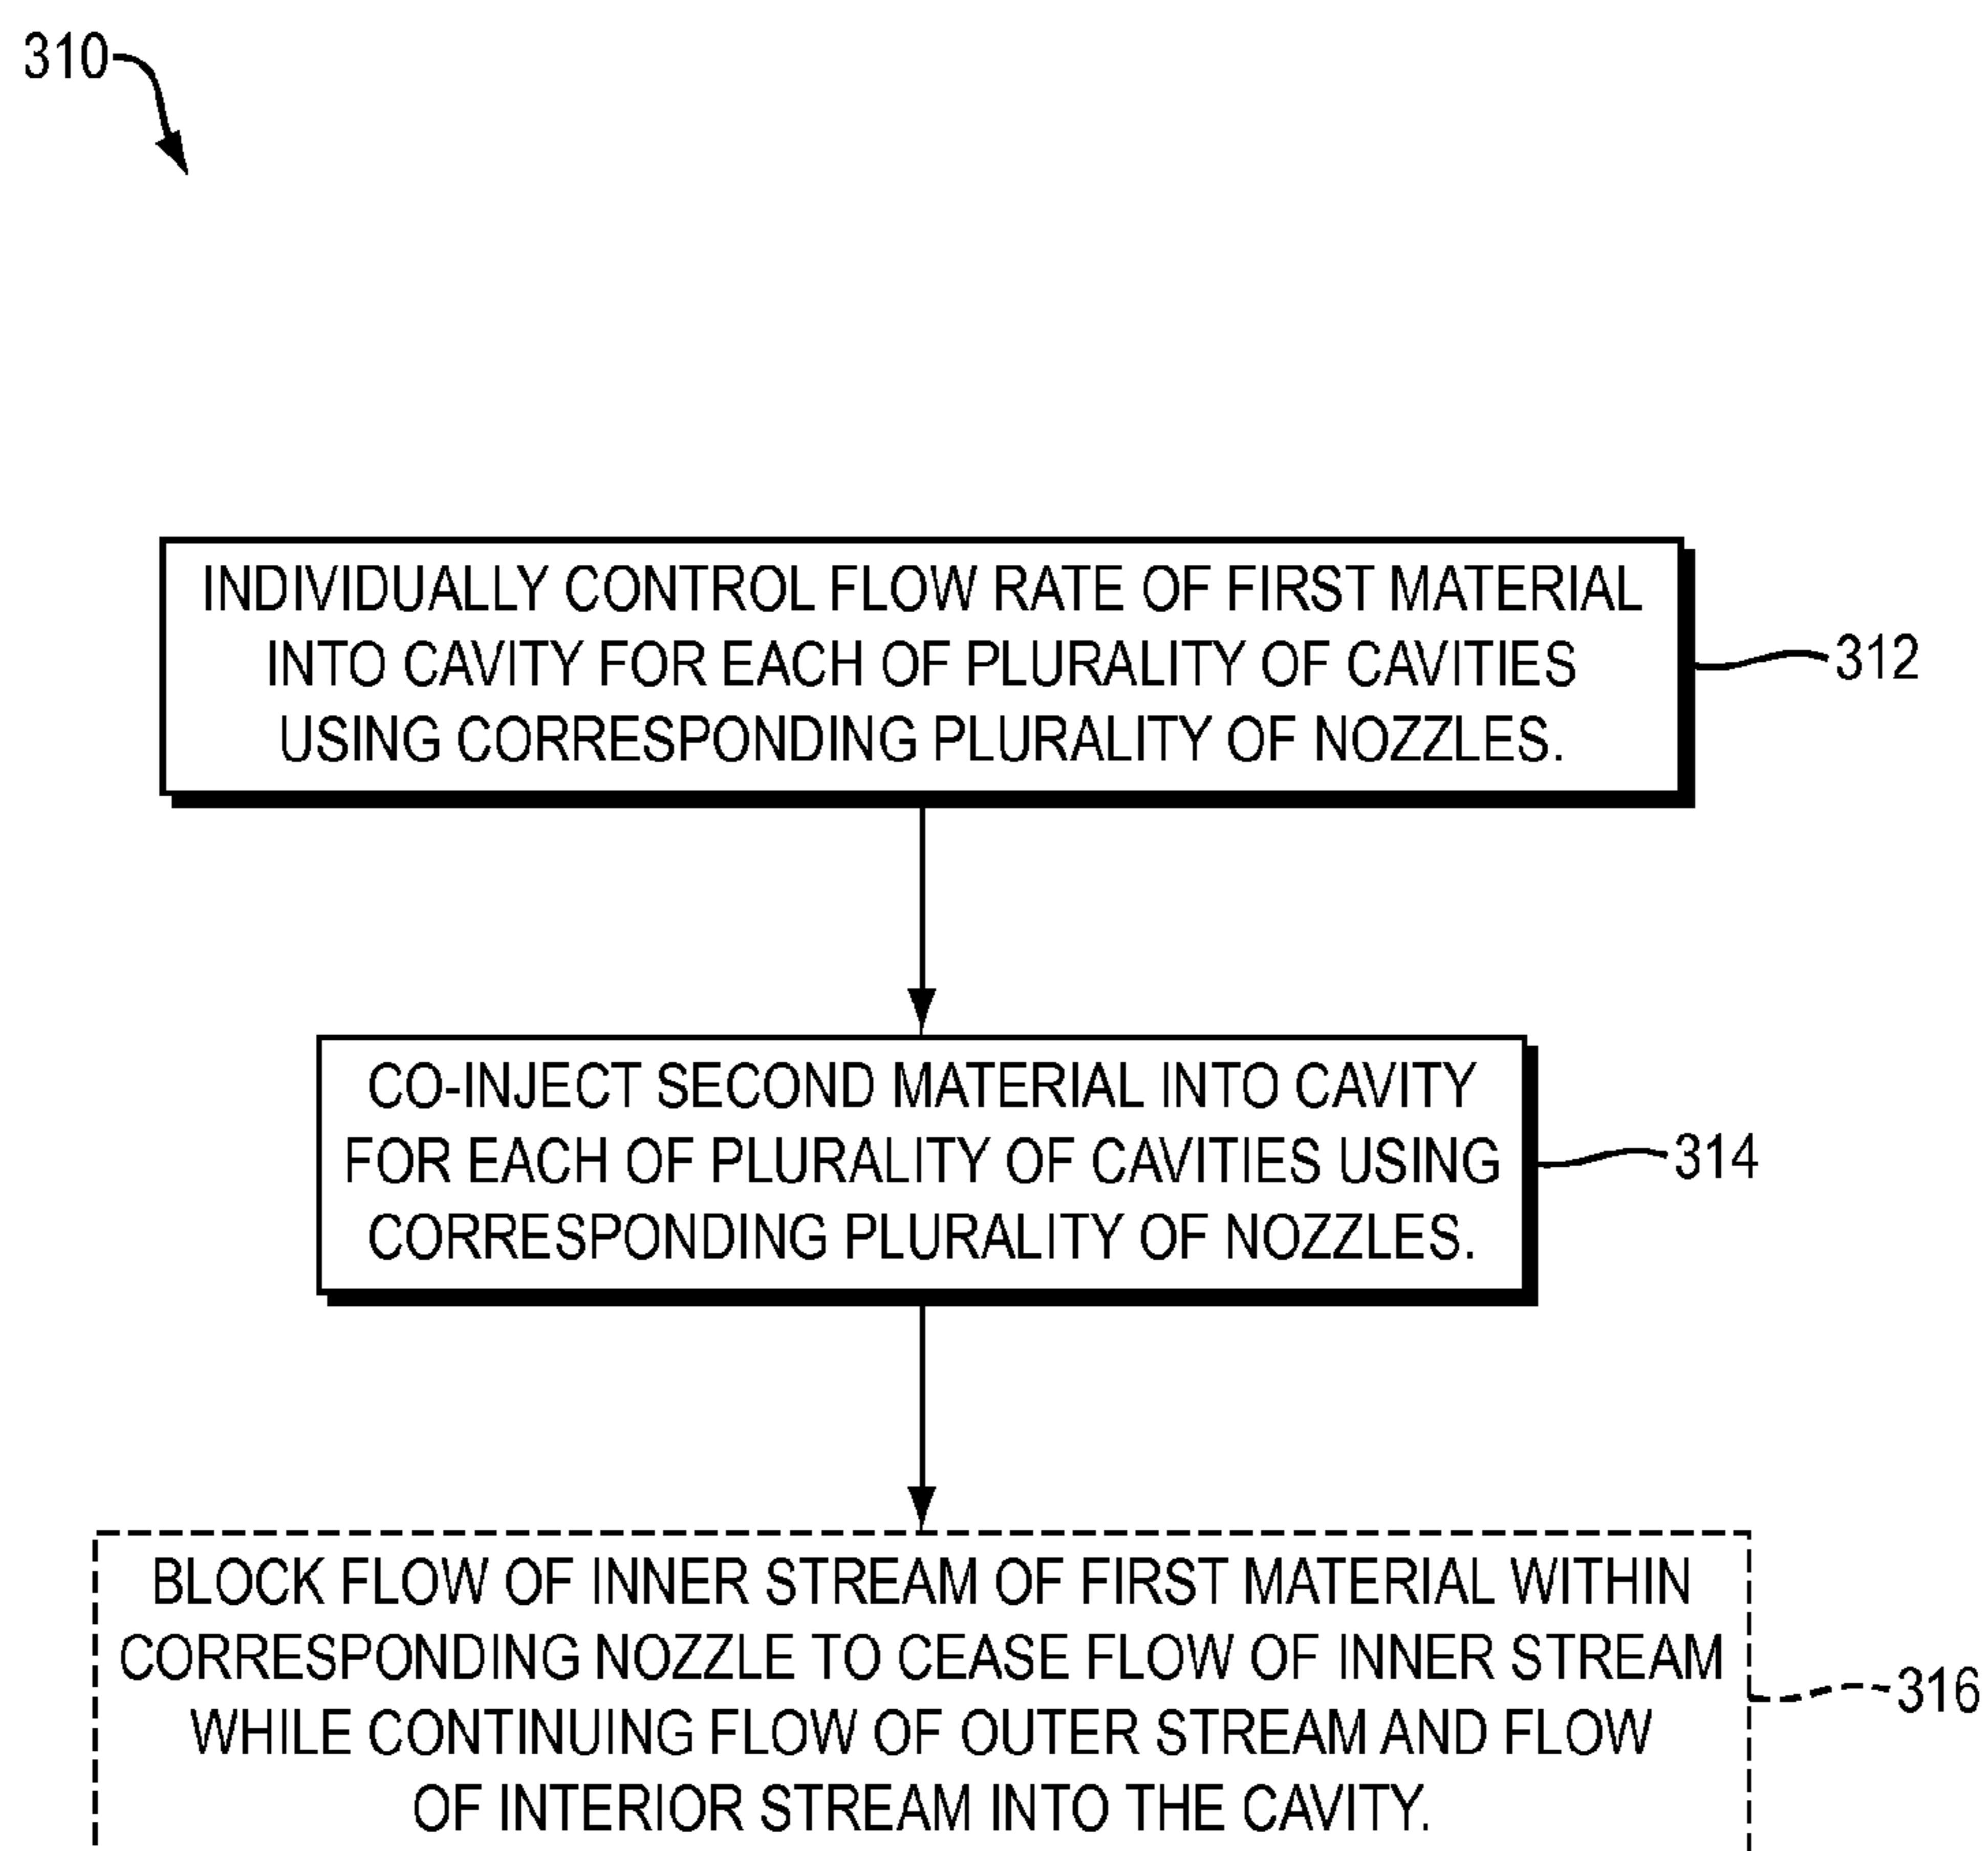 310
INDIVIDUALLY CONTROL FLOW RATE OF FIRST MATERIAL
INTO CAVITY FOR EACH OF PLURALITY OF CAVITIES
USING CORRESPONDING PLURALITY OF NOZZLES.
312
CO-INJECT SECOND MATERIAL INTO CAVITY
FOR EACH OF PLURALITY OF CAVITIES USING
CORRESPONDING PLURALITY OF NOZZLES.
314
BLOCK FLOW OF INNER STREAM OF FIRST MATERIAL WITHIN
CORRESPONDING NOZZLE TO CEASE FLOW OF INNER STREAM
WHILE CONTINUING FLOW OF OUTER STREAM AND FLOW
OF INTERIOR STREAM INTO THE CAVITY.
316